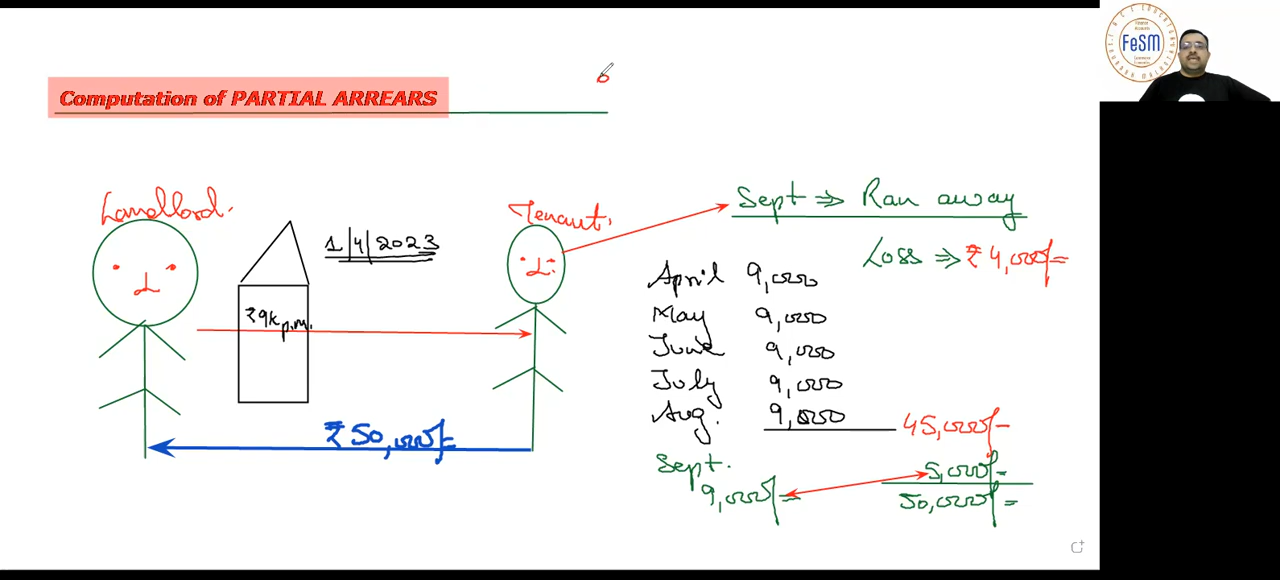 Computation of PARTIAL ARREARS
Landlord.
1/4/2023
₹9k p.m.
Tenant.
₹50,000/-
Sept ⇒ Ran away
Loss ⇒ ₹4,000/-
April 9,000
May 9,000
June 9,000
July 9,000
Aug. 9,000 45,000/-
Sept. 5,000/-
9,000/- 50,000/-
FeSM